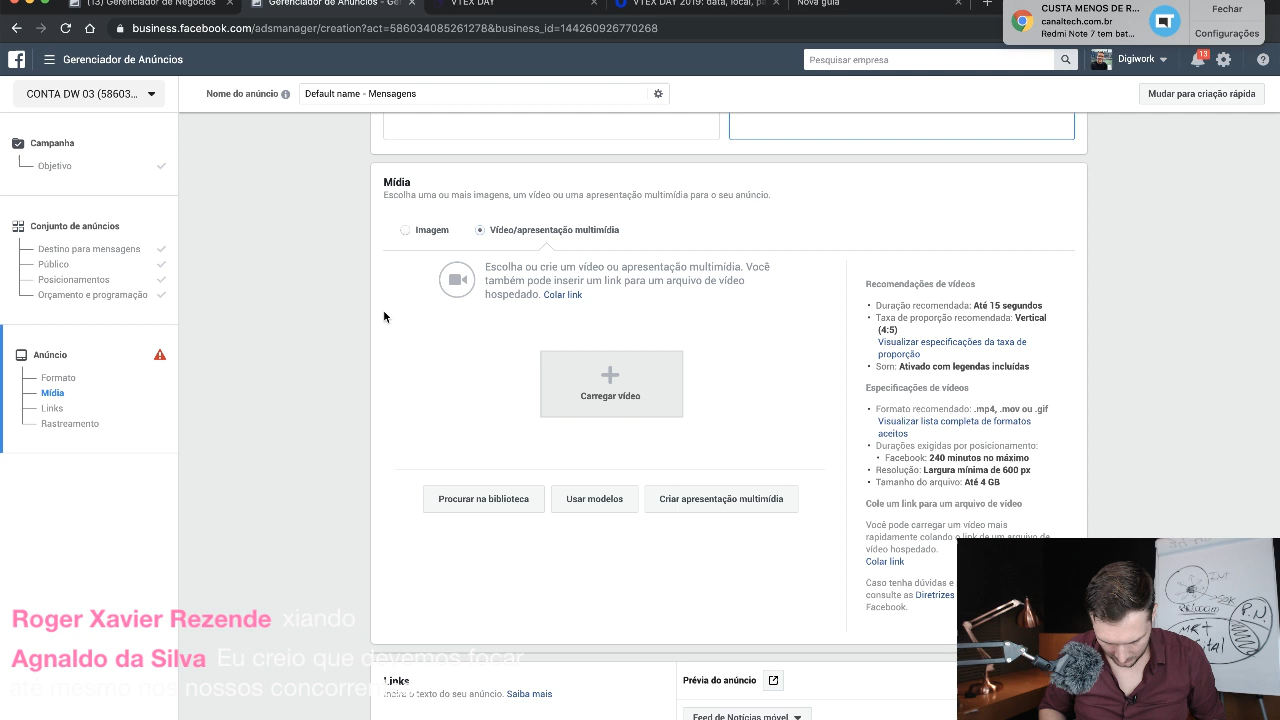 (13) Gerenciador de Negócios
Gerenciador de Anúncios - Ge
VTEX DAY
VTEX DAY 2019: data, local, p
Nova guia
CUSTA MENOS DE R...
canaltech.com.br
Redmi Note 7 tem bat...
Fechar
Configurações
business.facebook.com/adsmanager/creation?act=586034085261278&business_id=144260926770268
Gerenciador de Anúncios
Pesquisar empresa
Digiwork
13
CONTA DW 03 (58603...
Nome do anúncio
Default name - Mensagens
Mudar para criação rápida
Campanha
Objetivo
Conjunto de anúncios
Destino para mensagens
Público
Posicionamentos
Orçamento e programação
Anúncio
Formato
Mídia
Links
Rastreamento
Mídia
Escolha uma ou mais imagens, um vídeo ou uma apresentação multimídia para o seu anúncio.
Imagem
Vídeo/apresentação multimídia
Escolha ou crie um vídeo ou apresentação multimídia. Você
também pode inserir um link para um arquivo de vídeo
hospedado. Colar link
Carregar vídeo
Procurar na biblioteca
Usar modelos
Criar apresentação multimídia
Recomendações de vídeos
• Duração recomendada: Até 15 segundos
• Taxa de proporção recomendada: Vertical
(4:5)
Visualizar especificações da taxa de
proporção
• Som: Ativado com legendas incluídas
Especificações de vídeos
• Formato recomendado: .mp4, .mov ou .gif
Visualizar lista completa de formatos
aceitos
• Durações exigidas por posicionamento:
• Facebook: 240 minutos no máximo
• Resolução: Largura mínima de 600 px
• Tamanho do arquivo: Até 4 GB
Cole um link para um arquivo de vídeo
Você pode carregar um vídeo mais
rapidamente colando o link de um arquivo de
vídeo hospedado.
Colar link
Caso tenha dúvidas e
consulte as Diretrizes
Facebook.
Links
o texto do seu anúncio. Saiba mais
Prévia do anúncio
Feed de Notícias móvel
Roger Xavier Rezende xiando
Agnaldo da Silva Eu creio que devemos focar
até mesmo nos nossos concorren
P.N.